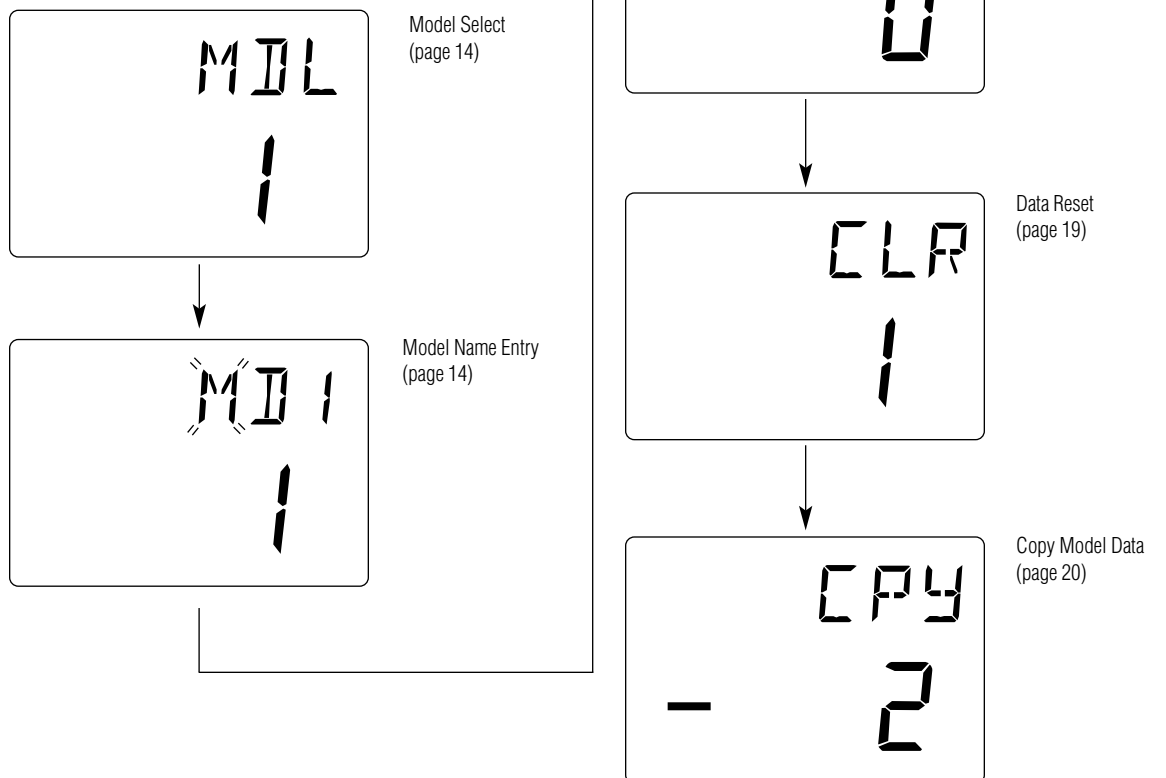 MDL
1
Model Select
(page 14)
MD1
1
Model Name Entry
(page 14)
CLR
1
Data Reset
(page 19)
CPY
- 2
Copy Model Data
(page 20)